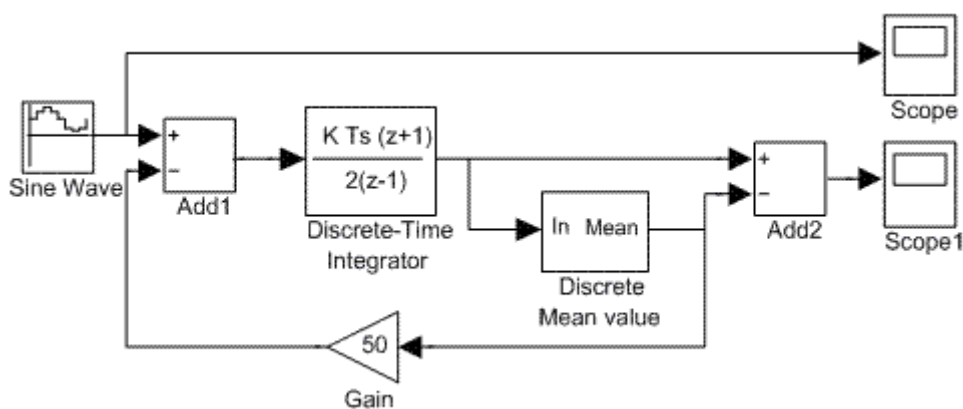 Scope
+
−
Sine Wave
Add1
K Ts (z+1)
2(z-1)
Discrete-Time
Integrator
In Mean
Discrete
Mean value
+
−
Add2
Scope1
50
Gain